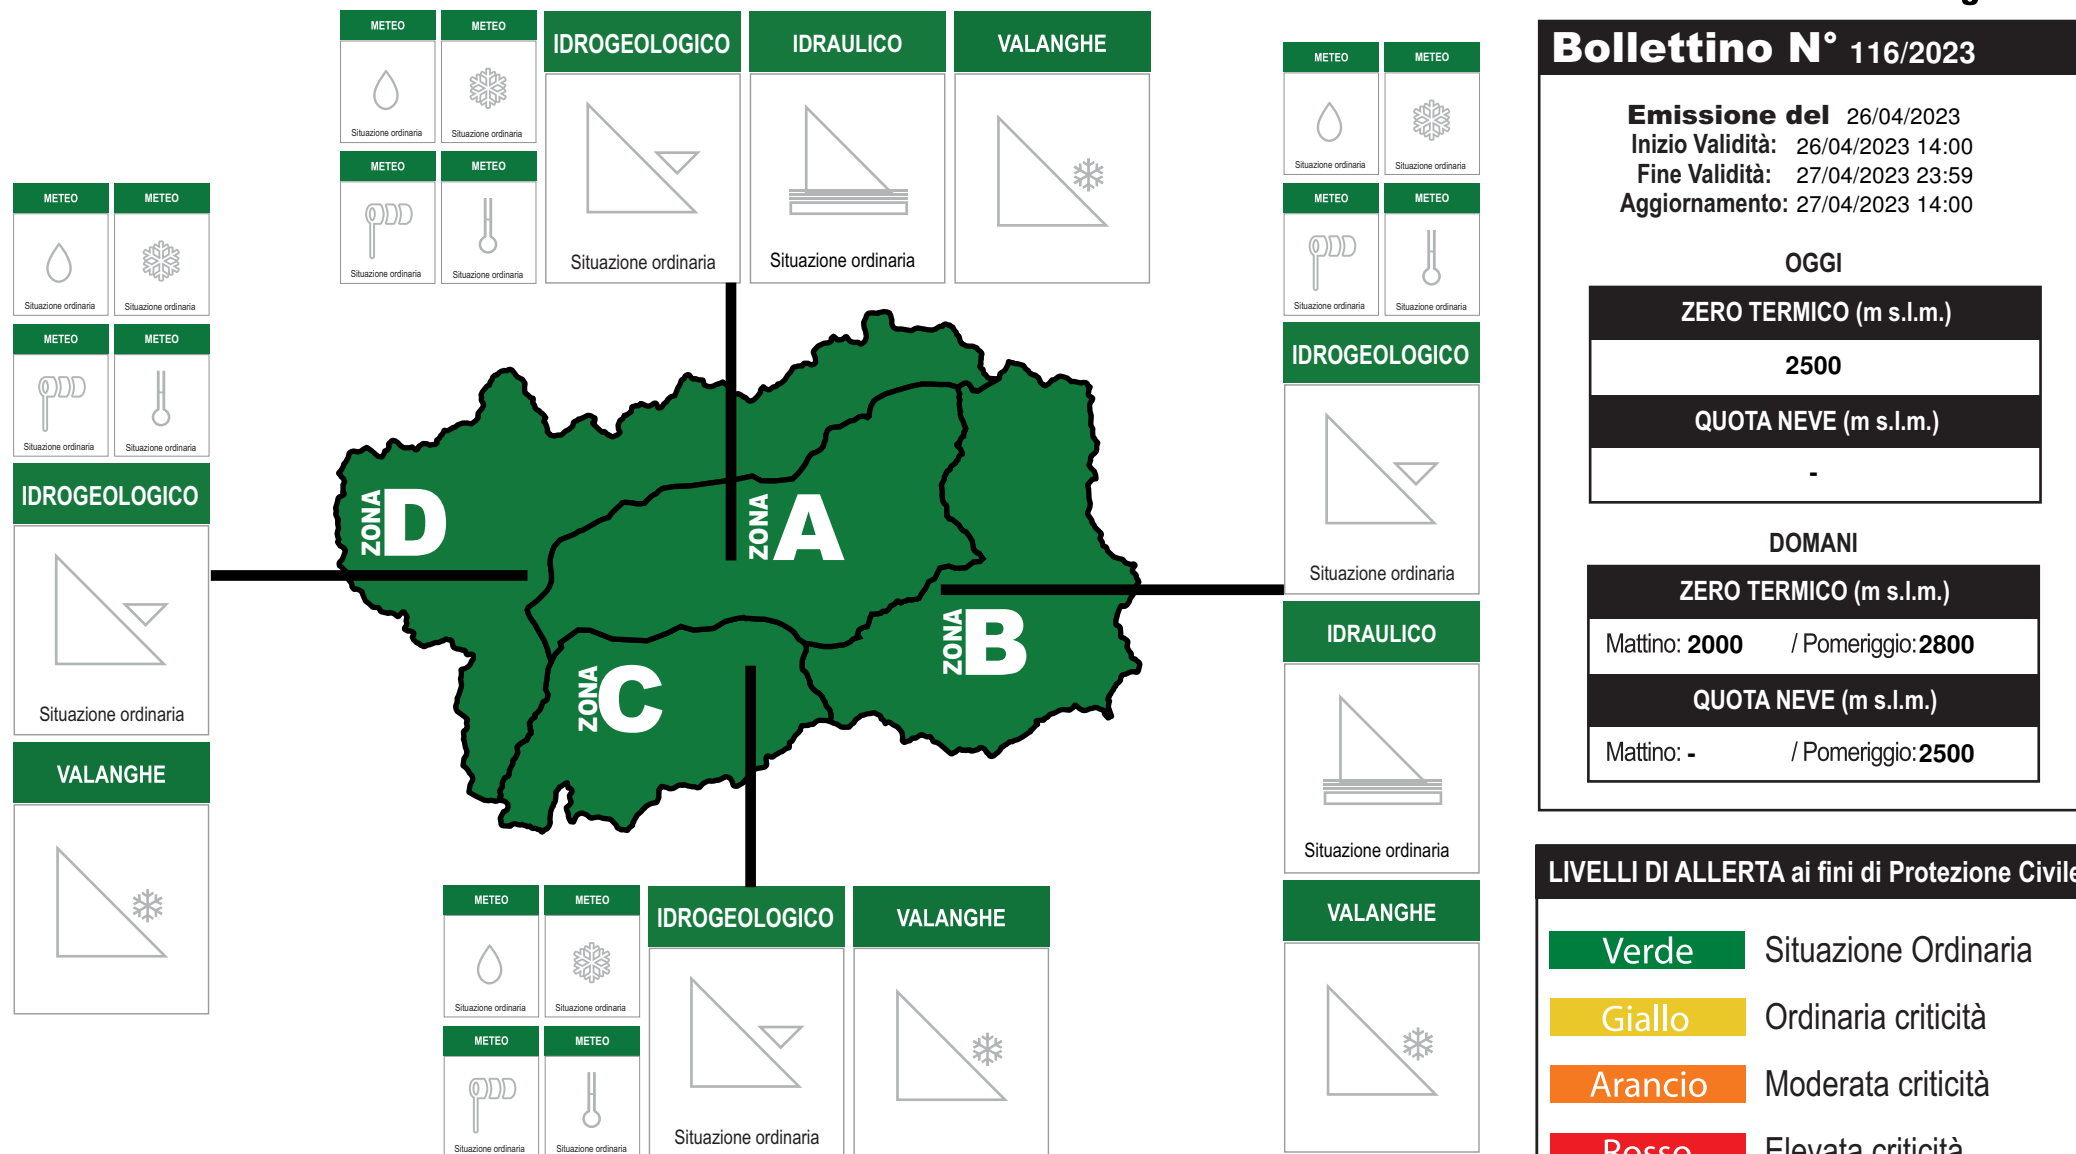 METEO
METEO
Situazione ordinaria
Situazione ordinaria
METEO
METEO
Situazione ordinaria
Situazione ordinaria
IDROGEOLOGICO
Situazione ordinaria
IDRAULICO
Situazione ordinaria
VALANGHE
METEO
METEO
Situazione ordinaria
Situazione ordinaria
METEO
METEO
Situazione ordinaria
Situazione ordinaria
IDROGEOLOGICO
Situazione ordinaria
VALANGHE
ZONA D
ZONA A
ZONA B
ZONA C
METEO
METEO
Situazione ordinaria
Situazione ordinaria
METEO
METEO
Situazione ordinaria
Situazione ordinaria
IDROGEOLOGICO
Situazione ordinaria
IDRAULICO
Situazione ordinaria
VALANGHE
METEO
METEO
Situazione ordinaria
Situazione ordinaria
METEO
METEO
Situazione ordinaria
Situazione ordinaria
IDROGEOLOGICO
Situazione ordinaria
VALANGHE
Bollettino N° 116/2023
Emissione del 26/04/2023
Inizio Validità: 26/04/2023 14:00
Fine Validità: 27/04/2023 23:59
Aggiornamento: 27/04/2023 14:00
OGGI
ZERO TERMICO (m s.l.m.)
2500
QUOTA NEVE (m s.l.m.)
-
DOMANI
ZERO TERMICO (m s.l.m.)
Mattino: 2000 / Pomeriggio: 2800
QUOTA NEVE (m s.l.m.)
Mattino: - / Pomeriggio: 2500
LIVELLI DI ALLERTA ai fini di Protezione Civile
Verde Situazione Ordinaria
Giallo Ordinaria criticità
Arancio Moderata criticità
Rosso Elevata criticità